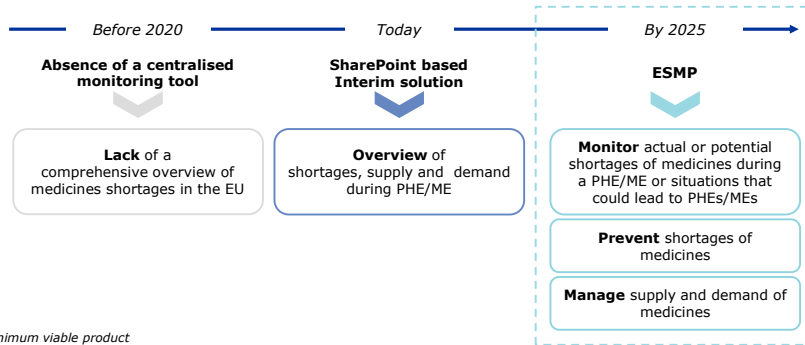 Before 2020
Today
By 2025
Absence of a centralised
monitoring tool
SharePoint based
Interim solution
ESMP
Lack of a
comprehensive overview of
medicines shortages in the EU
Overview of
shortages, supply and demand
during PHE/ME
Monitor actual or potential
shortages of medicines during
a PHE/ME or situations that
could lead to PHEs/MEs
Prevent shortages of
medicines
Manage supply and demand of
medicines
viable product